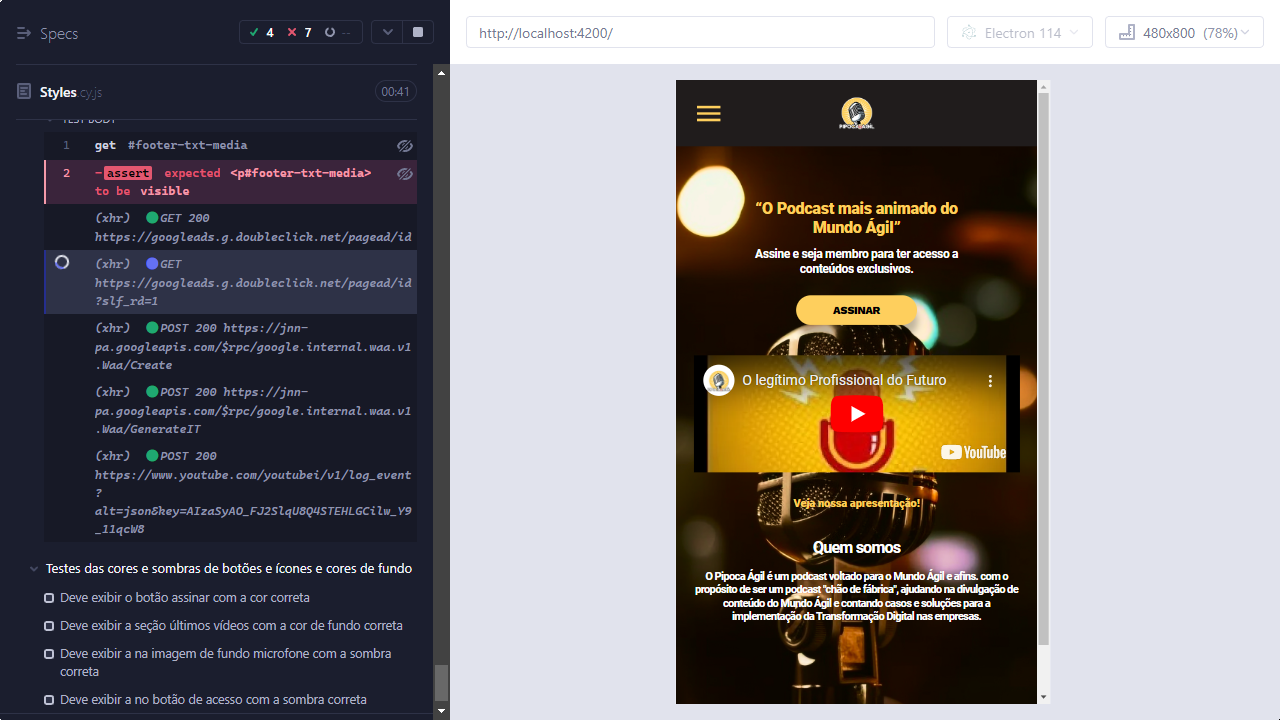 Specs
4
7
--
Styles.cy.js
00:41
TEST BODY
1 get #footer-txt-media
2 -assert expected <p#footer-txt-media>
to be visible
(xhr) GET 200
https://googleads.g.doubleclick.net/pagead/id
(xhr) GET
https://googleads.g.doubleclick.net/pagead/id
?slf_rd=1
(xhr) POST 200 https://jnn-
pa.googleapis.com/$rpc/google.internal.waa.v1
.Waa/Create
(xhr) POST 200 https://jnn-
pa.googleapis.com/$rpc/google.internal.waa.v1
.Waa/GenerateIT
(xhr) POST 200
https://www.youtube.com/youtubei/v1/log_event
?
alt=json&key=AIzaSyAO_FJ2SlqU8Q4STEHLGCilw_Y9
_11qcW8
Testes das cores e sombras de botões e ícones e cores de fundo
Deve exibir o botão assinar com a cor correta
Deve exibir a seção últimos vídeos com a cor de fundo correta
Deve exibir a na imagem de fundo microfone com a sombra
correta
Deve exibir a no botão de acesso com a sombra correta
http://localhost:4200/
Electron 114
480x800 (78%)
PIPOCA ÁGIL
“O Podcast mais animado do
Mundo Ágil”
Assine e seja membro para ter acesso a
conteúdos exclusivos.
ASSINAR
O legítimo Profissional do Futuro
YouTube
Veja nossa apresentação!
Quem somos
O Pipoca Ágil é um podcast voltado para o Mundo Ágil e afins. com o
propósito de ser um podcast "chão de fábrica", ajudando na divulgação de
conteúdo do Mundo Ágil e contando casos e soluções para a
implementação da Transformação Digital nas empresas.